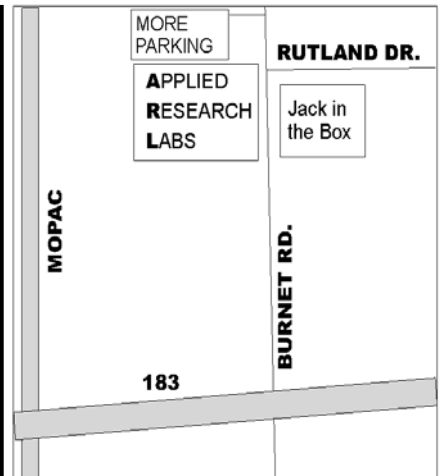 MORE
PARKING
RUTLAND DR.
APPLIED
RESEARCH
LABS
Jack in
the Box
MOPAC
BURNET RD.
183